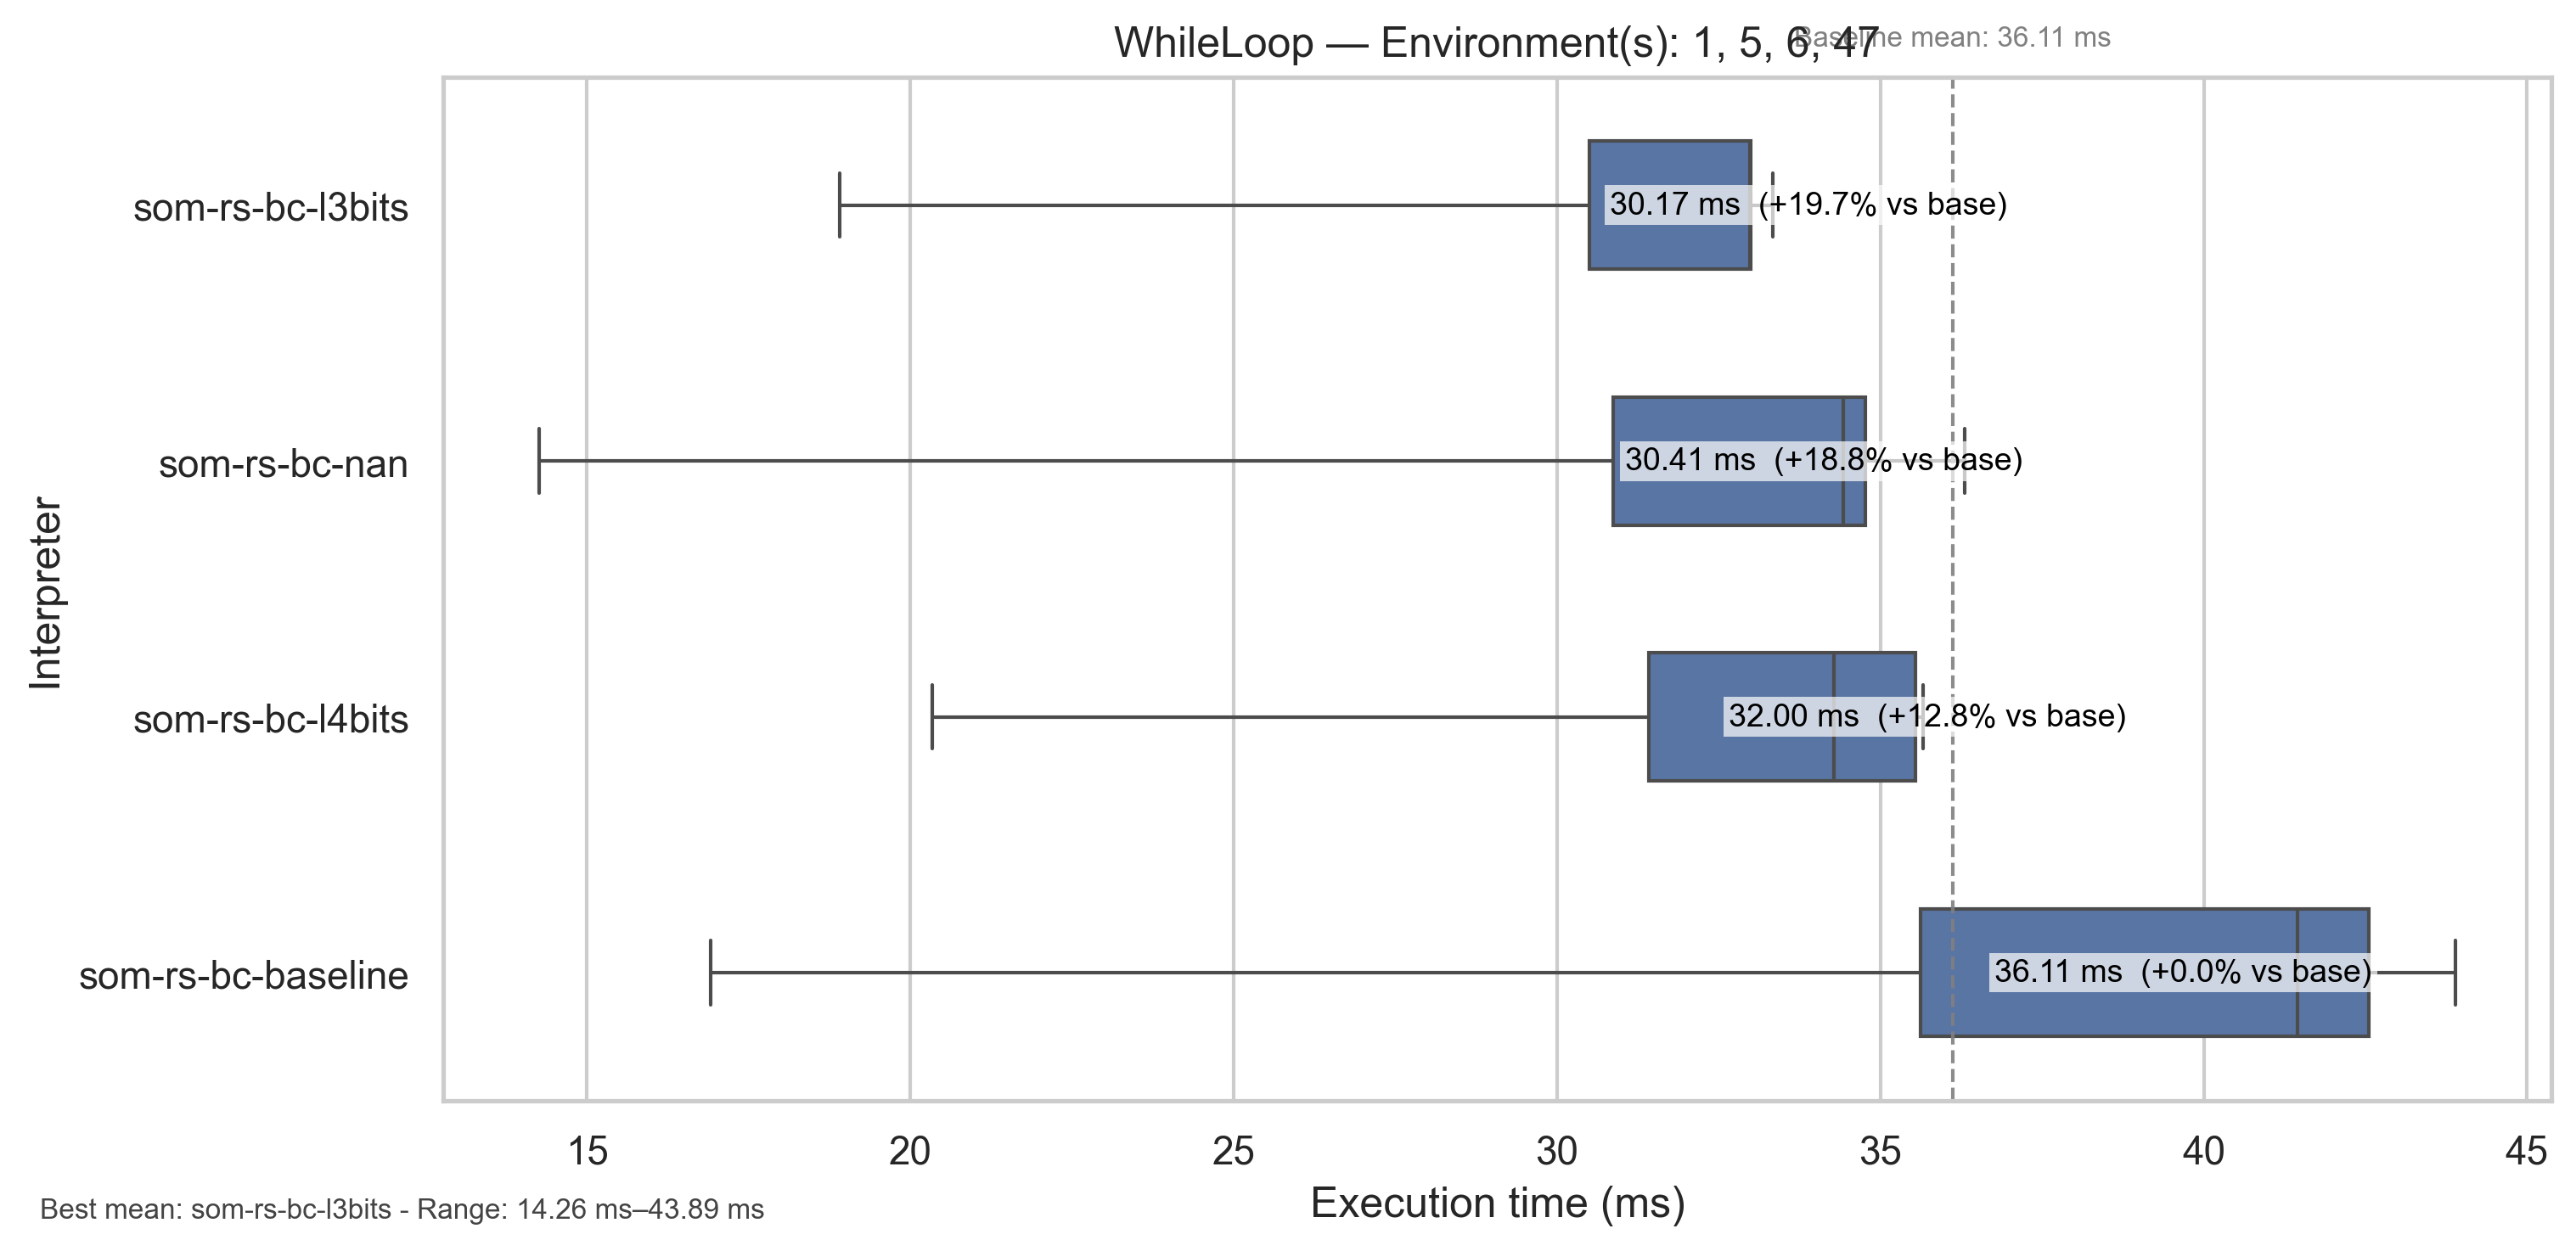 WhileLoop — Environment(s): 1, 5, 6, 47
Baseline mean: 36.11 ms
som-rs-bc-l3bits
30.17 ms (+19.7% vs base)
som-rs-bc-nan
30.41 ms (+18.8% vs base)
Interpreter
som-rs-bc-l4bits
32.00 ms (+12.8% vs base)
som-rs-bc-baseline
36.11 ms (+0.0% vs base)
15 20 25 30 35 40 45
Execution time (ms)
Best mean: som-rs-bc-l3bits - Range: 14.26 ms–43.89 ms